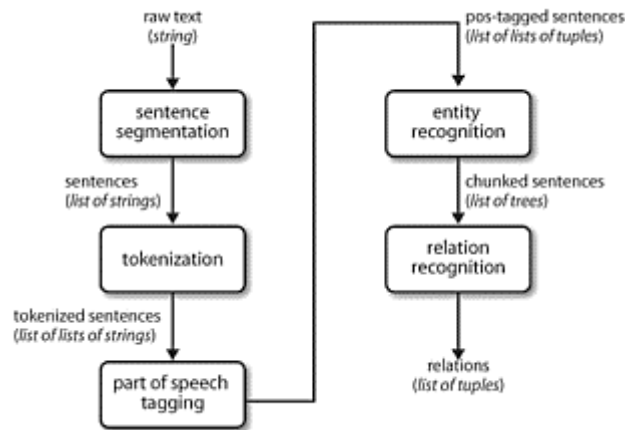 raw text
(string)
sentence
segmentation
sentences
(list of strings)
tokenization
tokenized sentences
(list of lists of strings)
part of speech
tagging
pos-tagged sentences
(list of lists of tuples)
entity
recognition
chunked sentences
(list of trees)
relation
recognition
relations
(list of tuples)